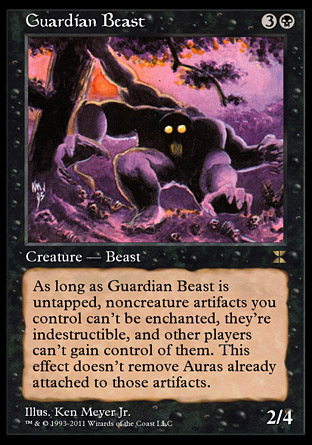 Guardian Beast 3
Creature — Beast
As long as Guardian Beast is
untapped, noncreature artifacts you
control can't be enchanted, they're
indestructible, and other players
can't gain control of them. This
effect doesn't remove Auras already
attached to those artifacts.
Illus. Ken Meyer Jr.
™ & © 1993-2011 Wizards of the Coast LLC
2/4